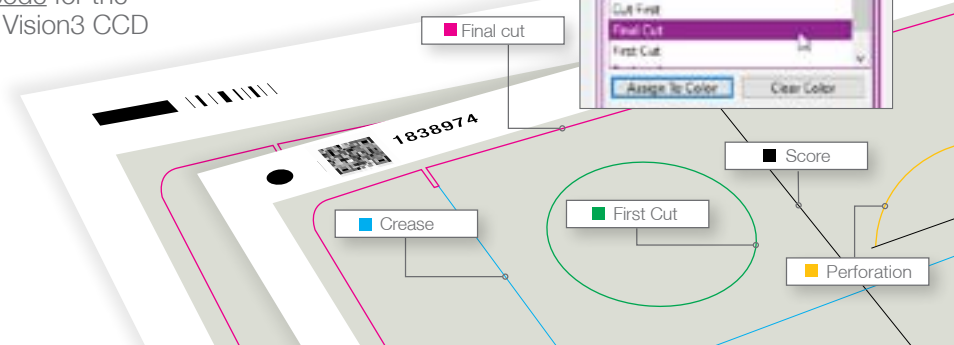 for the
Vision3 CCD
Final cut
Cut First
Final Cut
First Cut
Assign To Color
Clear Color
1838974
Score
Crease
First Cut
Perforation